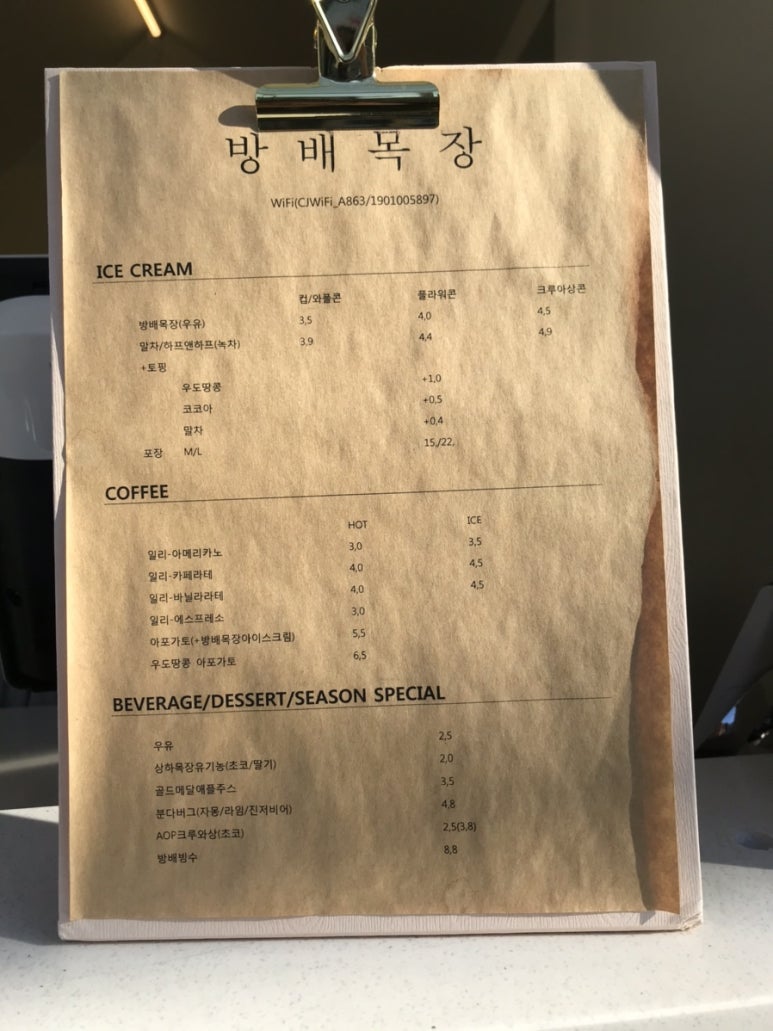 방배목장
WiFi(CJWiFi_A863/1901005897)
ICE CREAM
컵/와플콘 플라워콘 크루아상콘
방배목장(우유) 3,5 4,0 4,5
말차/하프앤하프(녹차) 3,9 4,4 4,9
+토핑
우도땅콩 +1,0
코코아 +0,5
말차 +0,4
포장 M/L 15,/22,
COFFEE
HOT ICE
일리-아메리카노 3,0 3,5
일리-카페라테 4,0 4,5
일리-바닐라라테 4,0 4,5
일리-에스프레소 3,0
아포가토(+방배목장아이스크림) 5,5
우도땅콩 아포가토 6,5
BEVERAGE/DESSERT/SEASON SPECIAL
우유 2,5
상하목장유기농(초코/딸기) 2,0
골드메달애플주스 3,5
분다버그(자몽/라임/진저비어) 4,8
AOP크루와상(초코) 2,5(3,8)
방배빙수 8,8